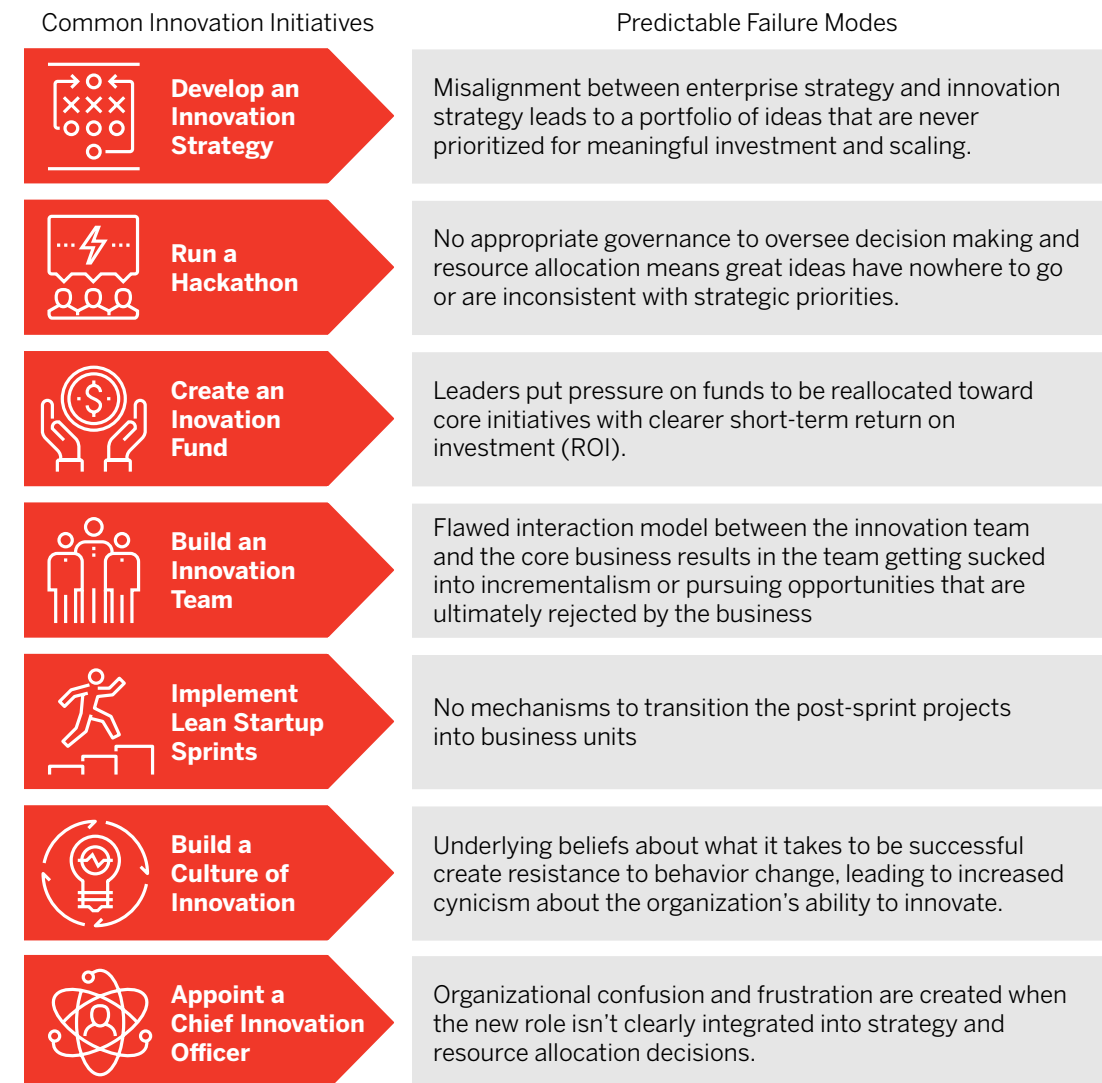 Common Innovation Initiatives
Predictable Failure Modes
Develop an
Innovation
Strategy
Misalignment between enterprise strategy and innovation
strategy leads to a portfolio of ideas that are never
prioritized for meaningful investment and scaling.
Run a
Hackathon
No appropriate governance to oversee decision making and
resource allocation means great ideas have nowhere to go
or are inconsistent with strategic priorities.
Create an
Inovation
Fund
Leaders put pressure on funds to be reallocated toward
core initiatives with clearer short-term return on
investment (ROI).
Build an
Innovation
Team
Flawed interaction model between the innovation team
and the core business results in the team getting sucked
into incrementalism or pursuing opportunities that are
ultimately rejected by the business
Implement
Lean Startup
Sprints
No mechanisms to transition the post-sprint projects
into business units
Build a
Culture of
Innovation
Underlying beliefs about what it takes to be successful
create resistance to behavior change, leading to increased
cynicism about the organization’s ability to innovate.
Appoint a
Chief Innovation
Officer
Organizational confusion and frustration are created when
the new role isn’t clearly integrated into strategy and
resource allocation decisions.